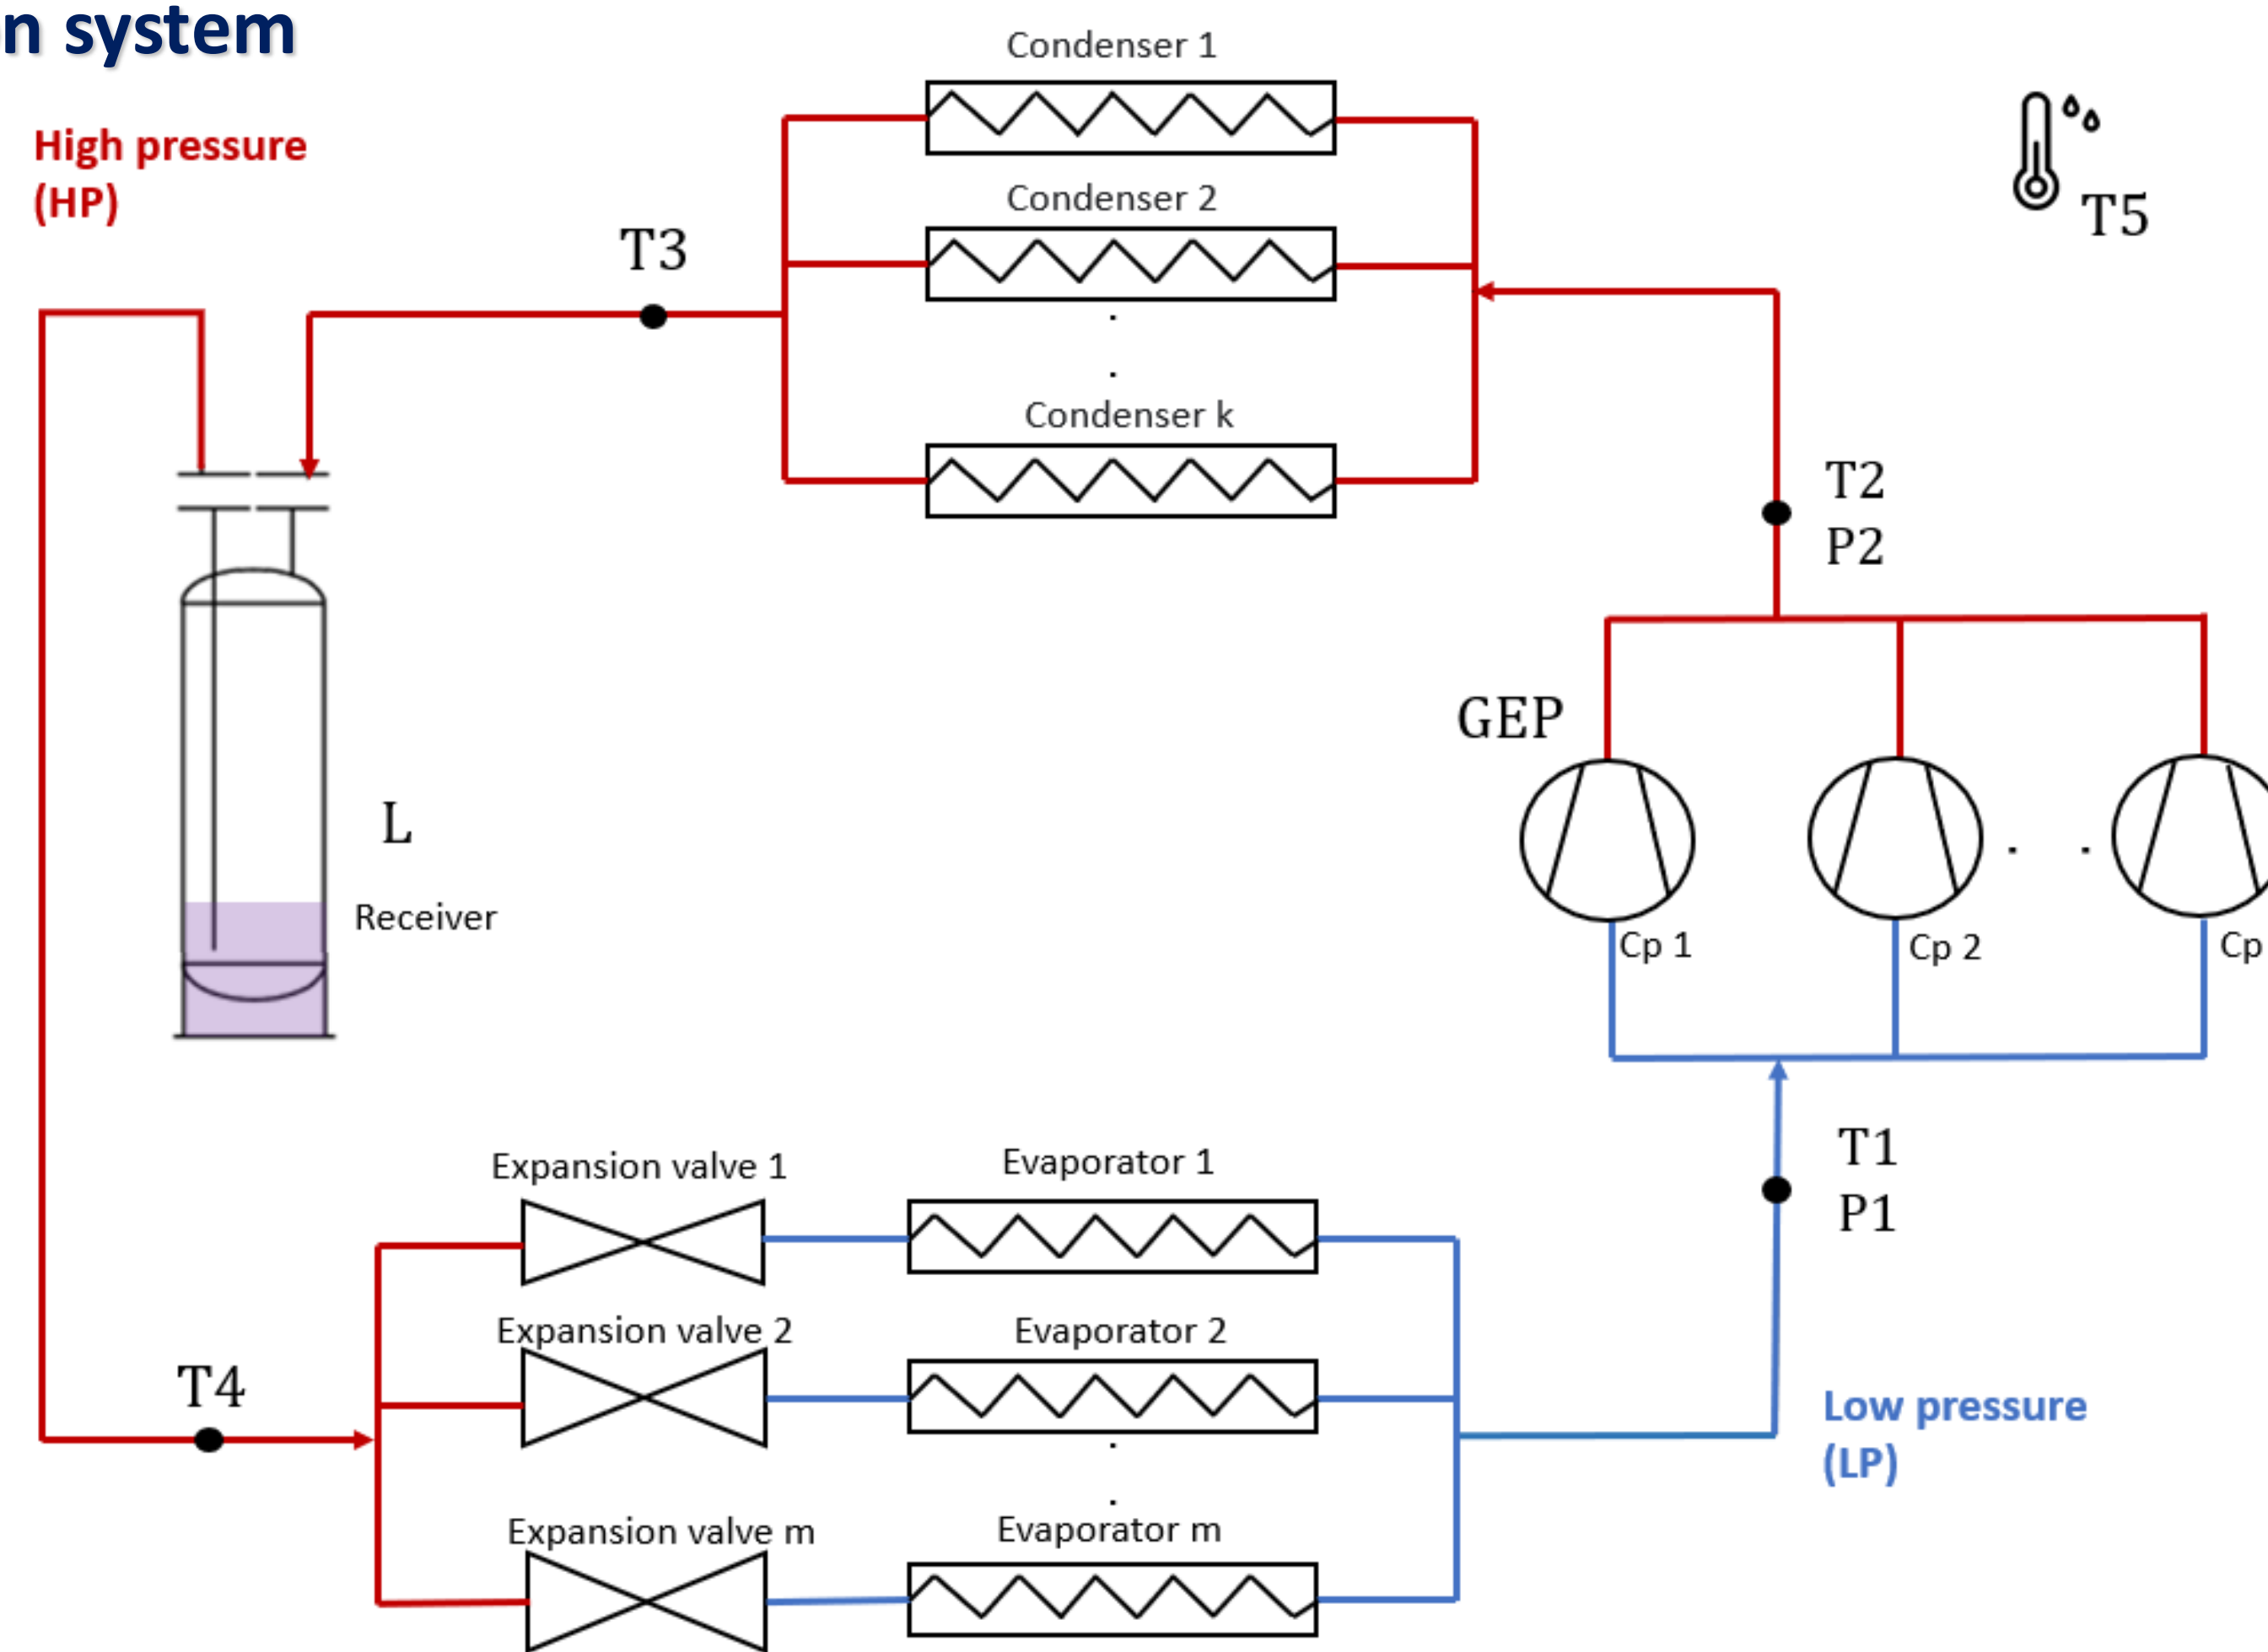 n system
Condenser 1
High pressure
(HP)
Condenser 2
T5
T3
Condenser k
T2
P2
GEP
L
Receiver
Cp 1
Cp 2
Cp
T1
P1
Expansion valve 1
Evaporator 1
Expansion valve 2
Evaporator 2
T4
Low pressure
(LP)
Expansion valve m
Evaporator m